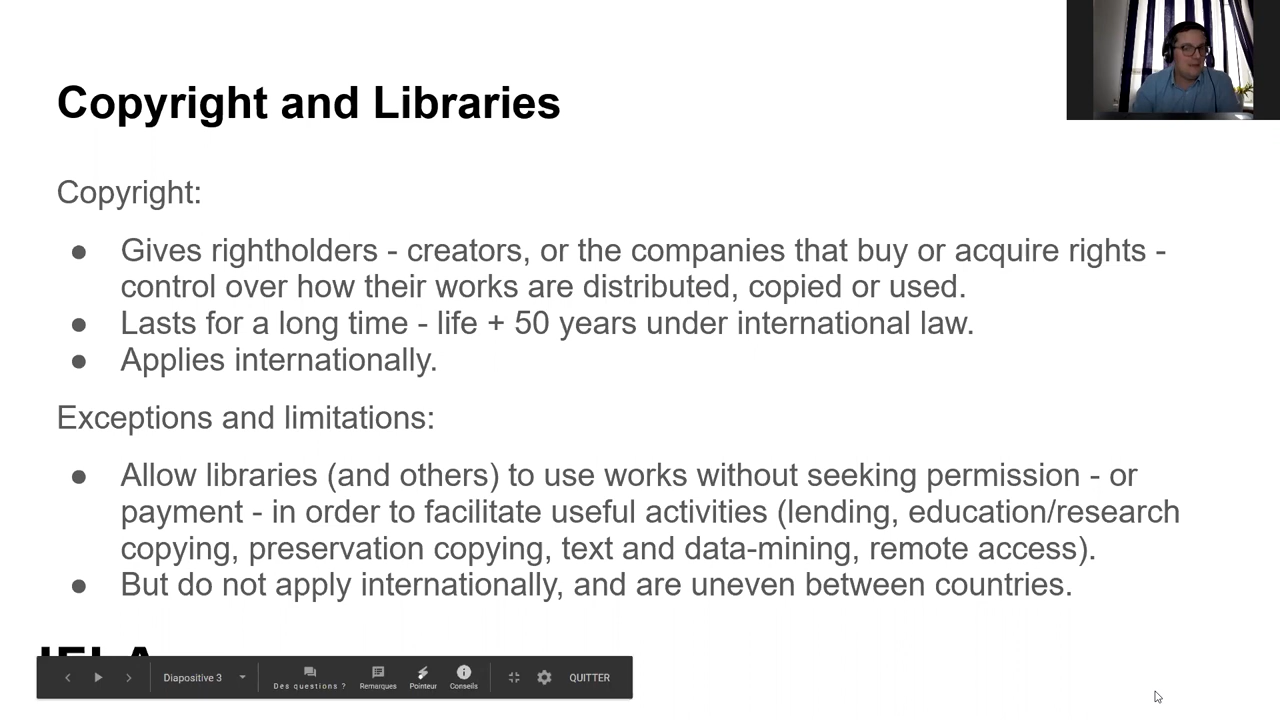 Copyright and Libraries
Copyright:
● Gives rightholders - creators, or the companies that buy or acquire rights -
control over how their works are distributed, copied or used.
● Lasts for a long time - life + 50 years under international law.
● Applies internationally.
Exceptions and limitations:
● Allow libraries (and others) to use works without seeking permission - or
payment - in order to facilitate useful activities (lending, education/research
copying, preservation copying, text and data-mining, remote access).
● But do not apply internationally, and are uneven between countries.
IFLA
Diapositive 3
Des questions ?
Remarques
Pointeur
Conseils
QUITTER